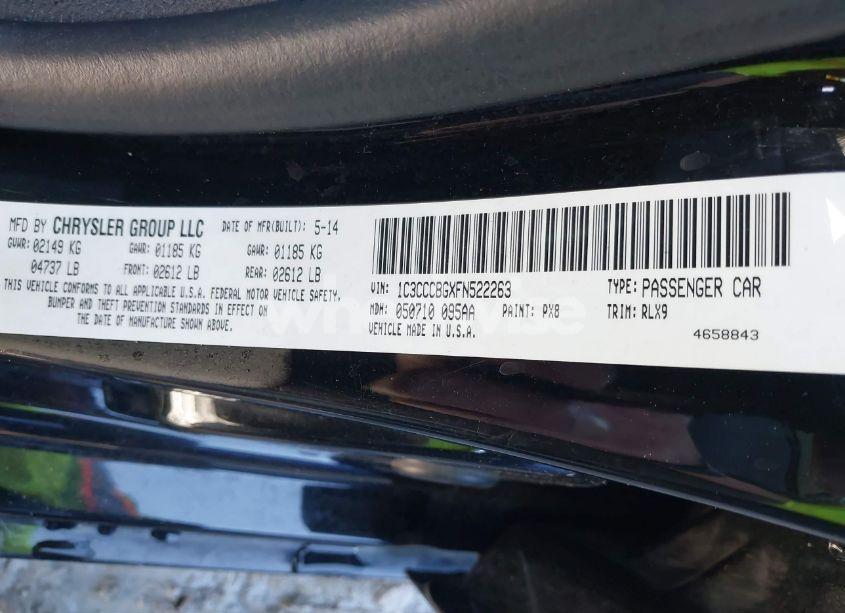 MFD BY CHRYSLER GROUP LLC DATE OF MFR(BUILT): 5-14
GVWR: 02149 KG GAWR: 01185 KG GAWR: 01185 KG
04737 LB FRONT: 02612 LB REAR: 02612 LB
THIS VEHICLE CONFORMS TO ALL APPLICABLE U.S.A. FEDERAL MOTOR VEHICLE SAFETY,
BUMPER AND THEFT PREVENTION STANDARDS IN EFFECT ON
THE DATE OF MANUFACTURE SHOWN ABOVE.
VIN: 1C3CCCBGXFN522263 TYPE: PASSENGER CAR
MDH: 050710 095AA PAINT: PX8 TRIM: RLX9
VEHICLE MADE IN U.S.A. 4658843